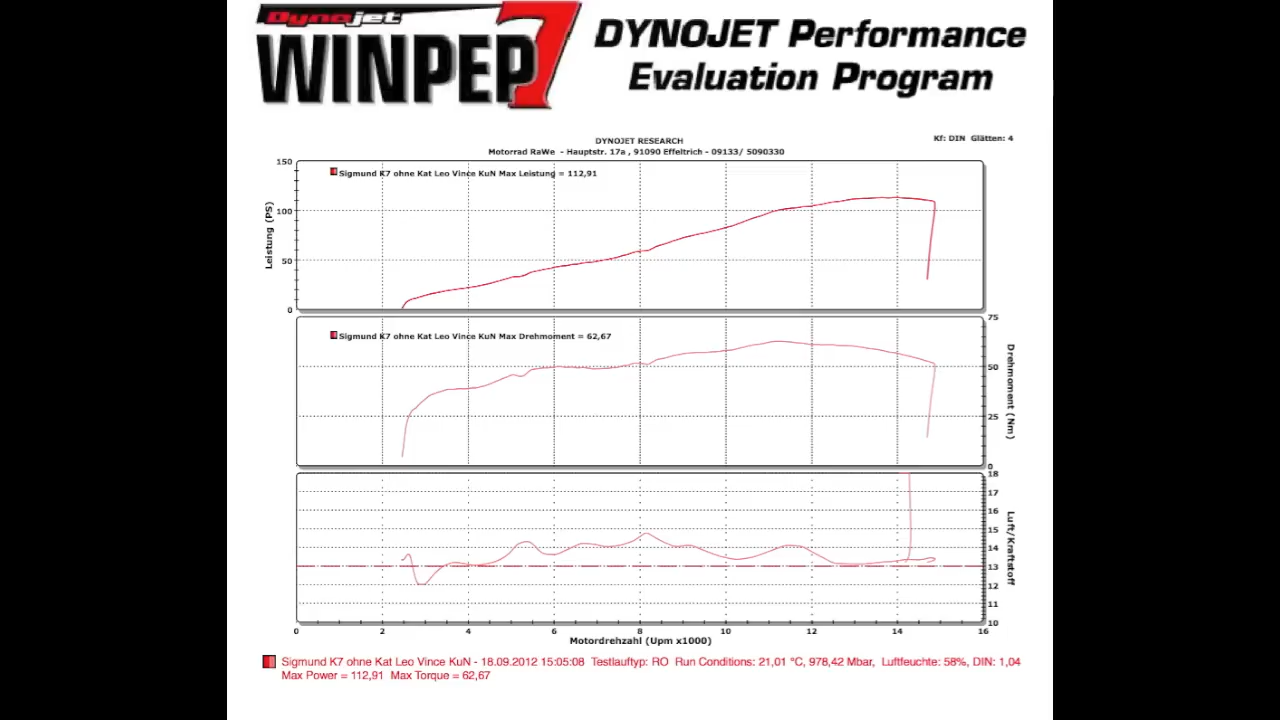 Dynojet
WINPEP 7
DYNOJET Performance
Evaluation Program
DYNOJET RESEARCH
Kf: DIN Glätten: 4
Motorrad RaWe - Hauptstr. 17a , 91090 Effeltrich - 09133/ 5090330
150
Sigmund K7 ohne Kat Leo Vince KuN Max Leistung = 112,91
100
50
0
Leistung (PS)
75
Sigmund K7 ohne Kat Leo Vince KuN Max Drehmoment = 62,67
50
25
0
Drehmoment (Nm)
18
17
16
15
14
13
12
11
10
Luft/Kraftstoff
0 2 4 6 8 10 12 14 16
Motordrehzahl (Upm x1000)
Sigmund K7 ohne Kat Leo Vince KuN - 18.09.2012 15:05:08 Testlauftyp: RO Run Conditions: 21,01 °C, 978,42 Mbar, Luftfeuchte: 58%, DIN: 1,04
Max Power = 112,91 Max Torque = 62,67